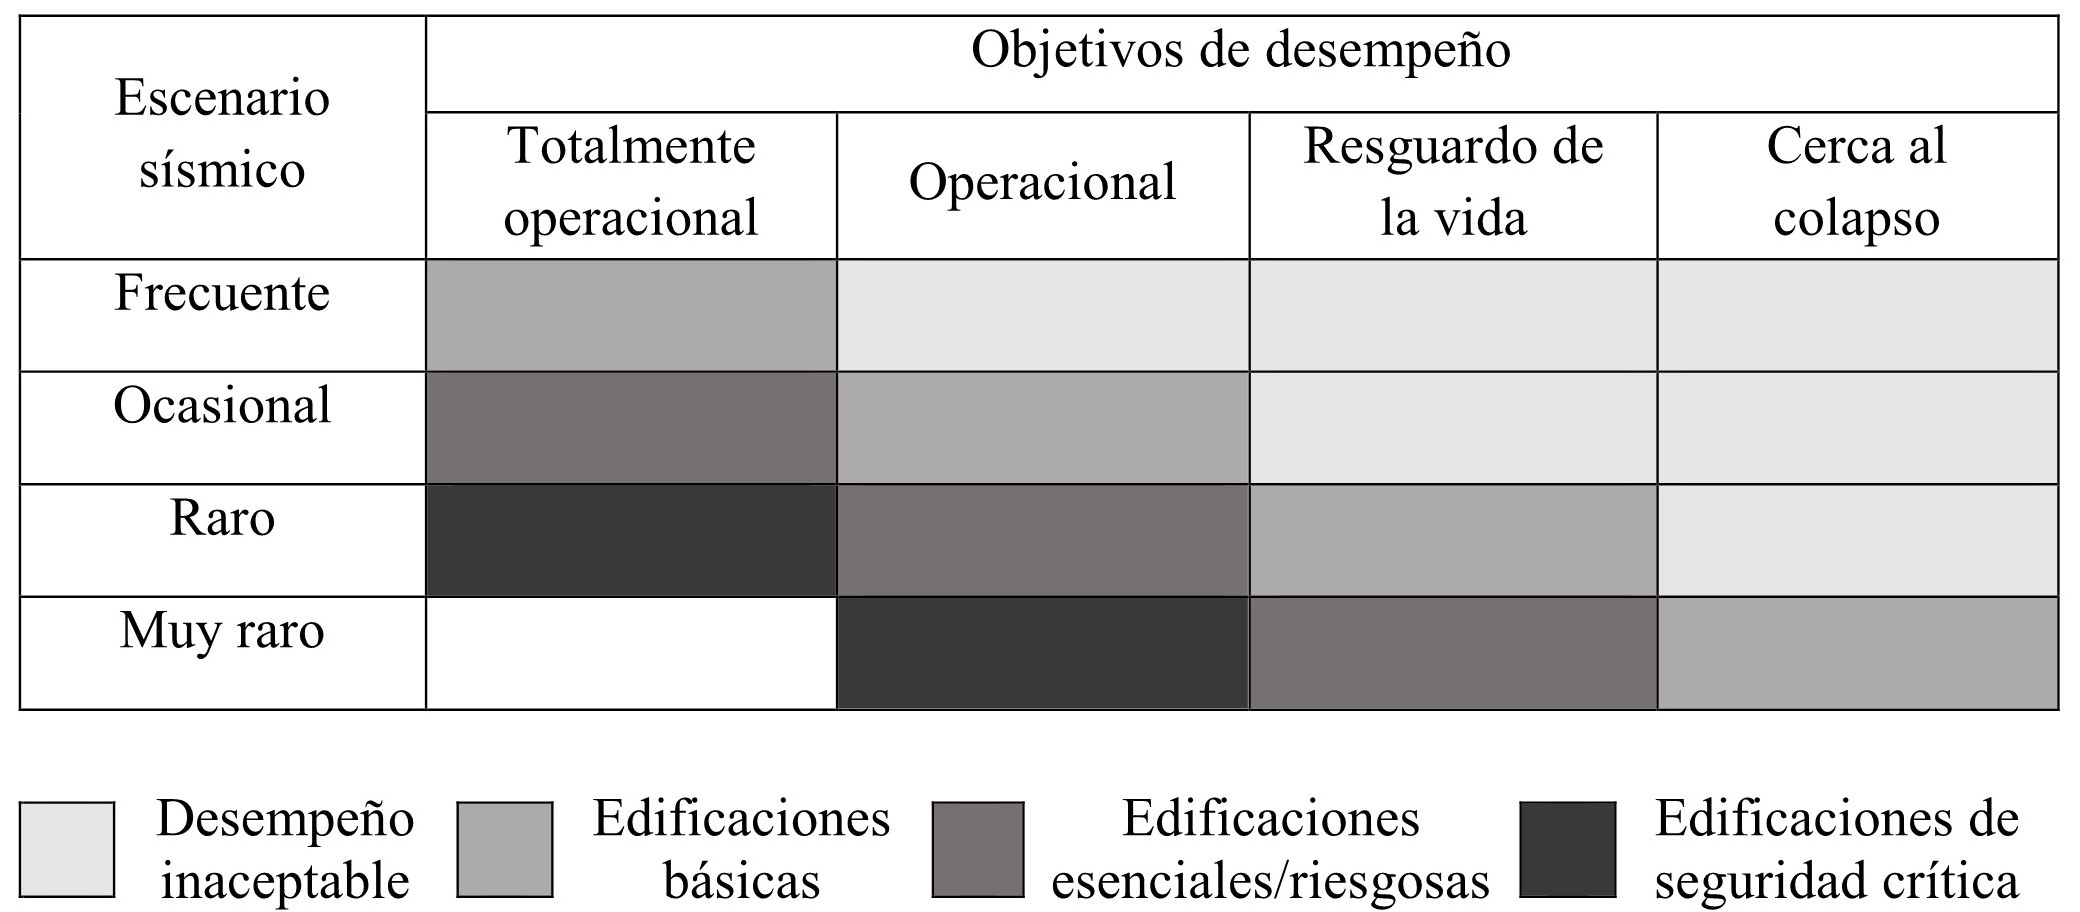 Escenario
sísmico
Objetivos de desempeño
Totalmente
operacional
Operacional
Resguardo de
la vida
Cerca al
colapso
Frecuente
Ocasional
Raro
Muy raro
Desempeño
inaceptable
Edificaciones
básicas
Edificaciones
esenciales/riesgosas
Edificaciones de
seguridad crítica